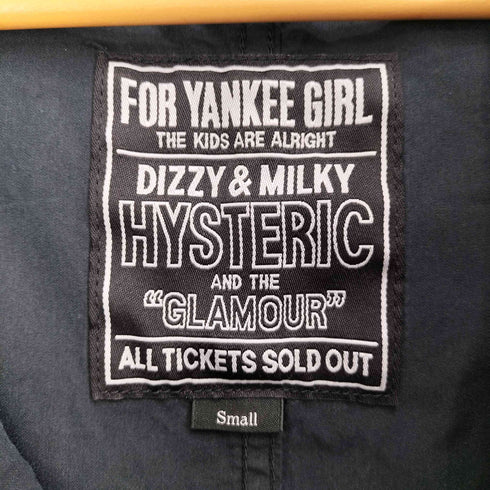 FOR YANKEE GIRL
THE KIDS ARE ALRIGHT
DIZZY & MILKY
HYSTERIC
AND THE
"GLAMOUR"
ALL TICKETS SOLD OUT
Small